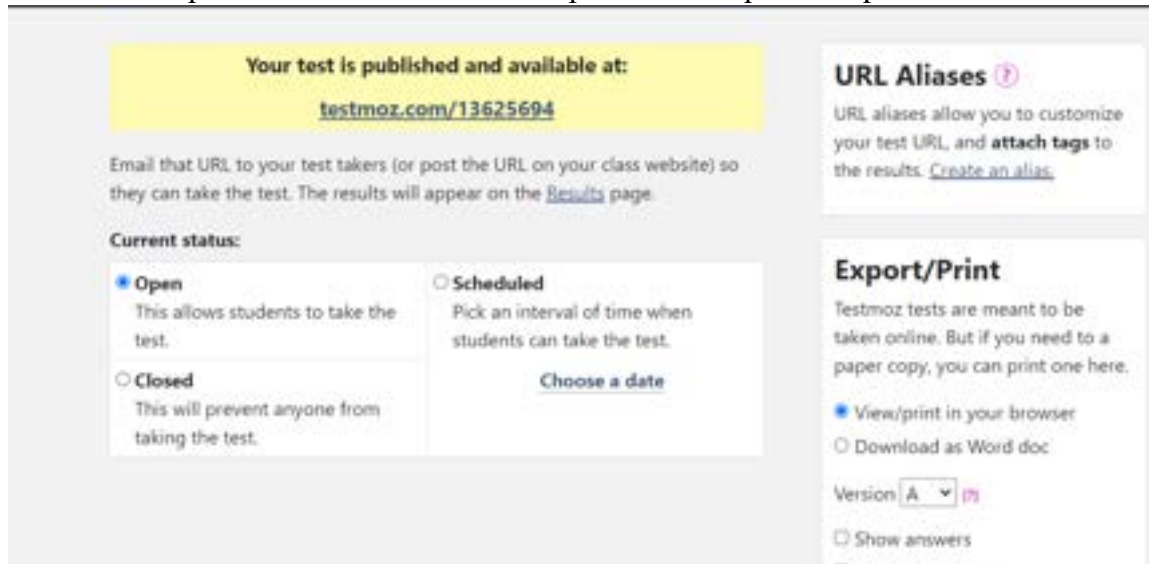 Your test is published and available at:
testmoz.com/13625694
Email that URL to your test takers (or post the URL on your class website) so
they can take the test. The results will appear on the Results page.
Current status:
Open
This allows students to take the
test.
Scheduled
Pick an interval of time when
students can take the test.
Choose a date
Closed
This will prevent anyone from
taking the test.
URL Aliases (?)
URL aliases allow you to customize
your test URL, and attach tags to
the results. Create an alias.
Export/Print
Testmoz tests are meant to be
taken online. But if you need to a
paper copy, you can print one here.
View/print in your browser
Download as Word doc
Version A [?]
Show answers